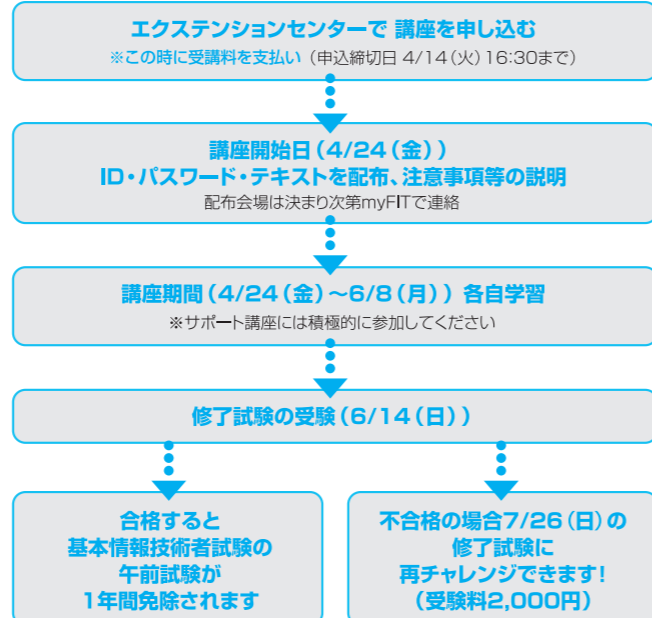 エクステンションセンターで 講座を申し込む
※この時に受講料を支払い（申込締切日 4/14（火）16:30まで）
講座開始日（4/24（金））
ID・パスワード・テキストを配布、注意事項等の説明
配布会場は決まり次第myFITで連絡
講座期間（4/24（金）～6/8（月））各自学習
※サポート講座には積極的に参加してください
修了試験の受験（6/14（日））
合格すると
基本情報技術者試験の
午前試験が
1年間免除されます
不合格の場合7/26（日）の
修了試験に
再チャレンジできます！
（受験料2,000円）